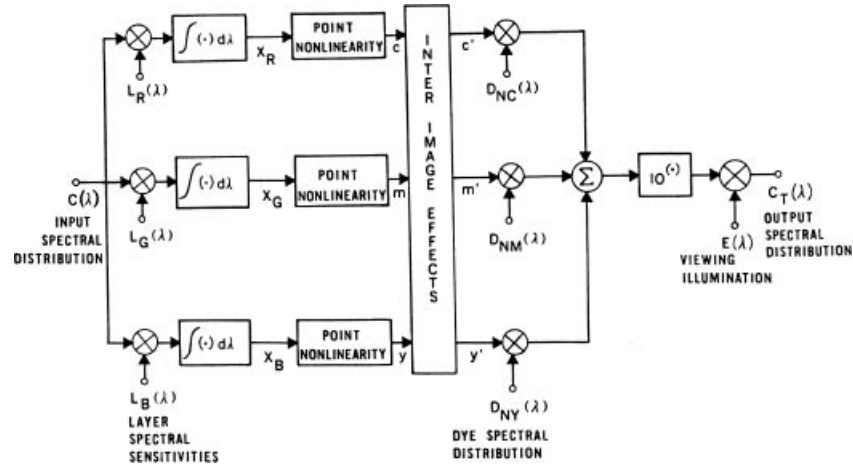 ∫(·) dλ
X_R
POINT
NONLINEARITY
c
c'
L_R(λ)
D_NC(λ)
INTER IMAGE EFFECTS
C(λ)
INPUT
SPECTRAL
DISTRIBUTION
∫(·) dλ
X_G
POINT
NONLINEARITY
m
m'
L_G(λ)
D_NM(λ)
Σ
10^(·)
C_T(λ)
OUTPUT
SPECTRAL
DISTRIBUTION
E(λ)
VIEWING
ILLUMINATION
∫(·) dλ
X_B
POINT
NONLINEARITY
y
y'
L_B(λ)
LAYER
SPECTRAL
SENSITIVITIES
D_NY(λ)
DYE SPECTRAL
DISTRIBUTION